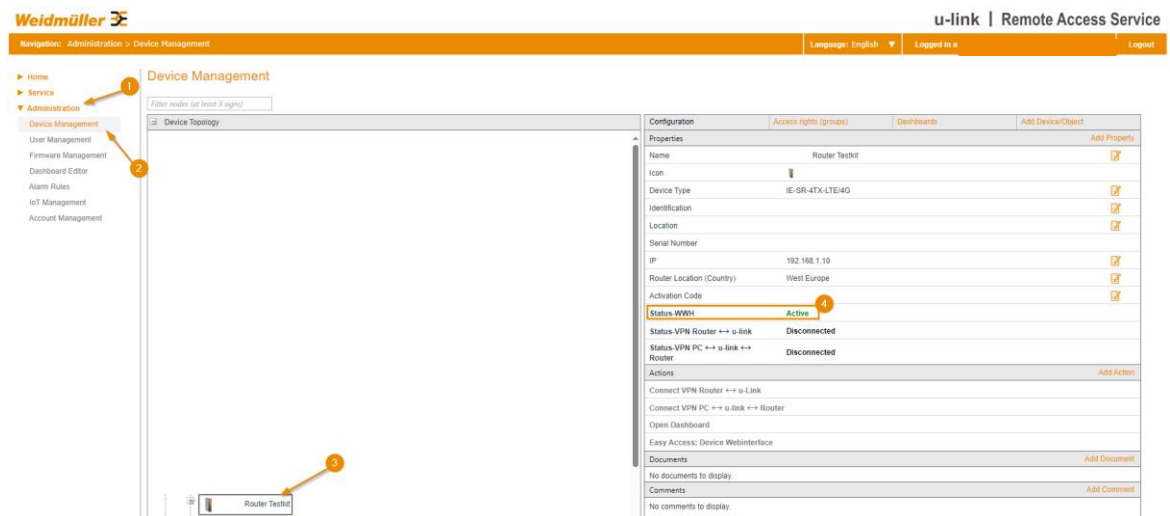 Weidmüller
u-link | Remote Access Service
Navigation: Administration > Device Management
Language: English ▼
Logged in a
Logout
► Home
► Service
▼ Administration
Device Management
User Management
Firmware Management
Dashboard Editor
Alarm Rules
IoT Management
Account Management
1
2
Device Management
Filter nodes (at least 3 signs)
Device Topology
3
Router Testkit
Configuration Access rights (groups) Dashboards Add Device/Object
Properties Add Property
Name Router Testkit
Icon
Device Type IE-SR-4TX-LTE/4G
Identification
Location
Serial Number
IP 192.168.1.10
Router Location (Country) West Europe
Activation Code
4
Status-WWH Active
Status-VPN Router ↔ u-link Disconnected
Status-VPN PC ↔ u-link ↔
Router Disconnected
Actions Add Action
Connect VPN Router ↔ u-Link
Connect VPN PC ↔ u-link ↔ Router
Open Dashboard
Easy Access: Device Webinterface
Documents Add Document
No documents to display.
Comments Add Comment
No comments to display.